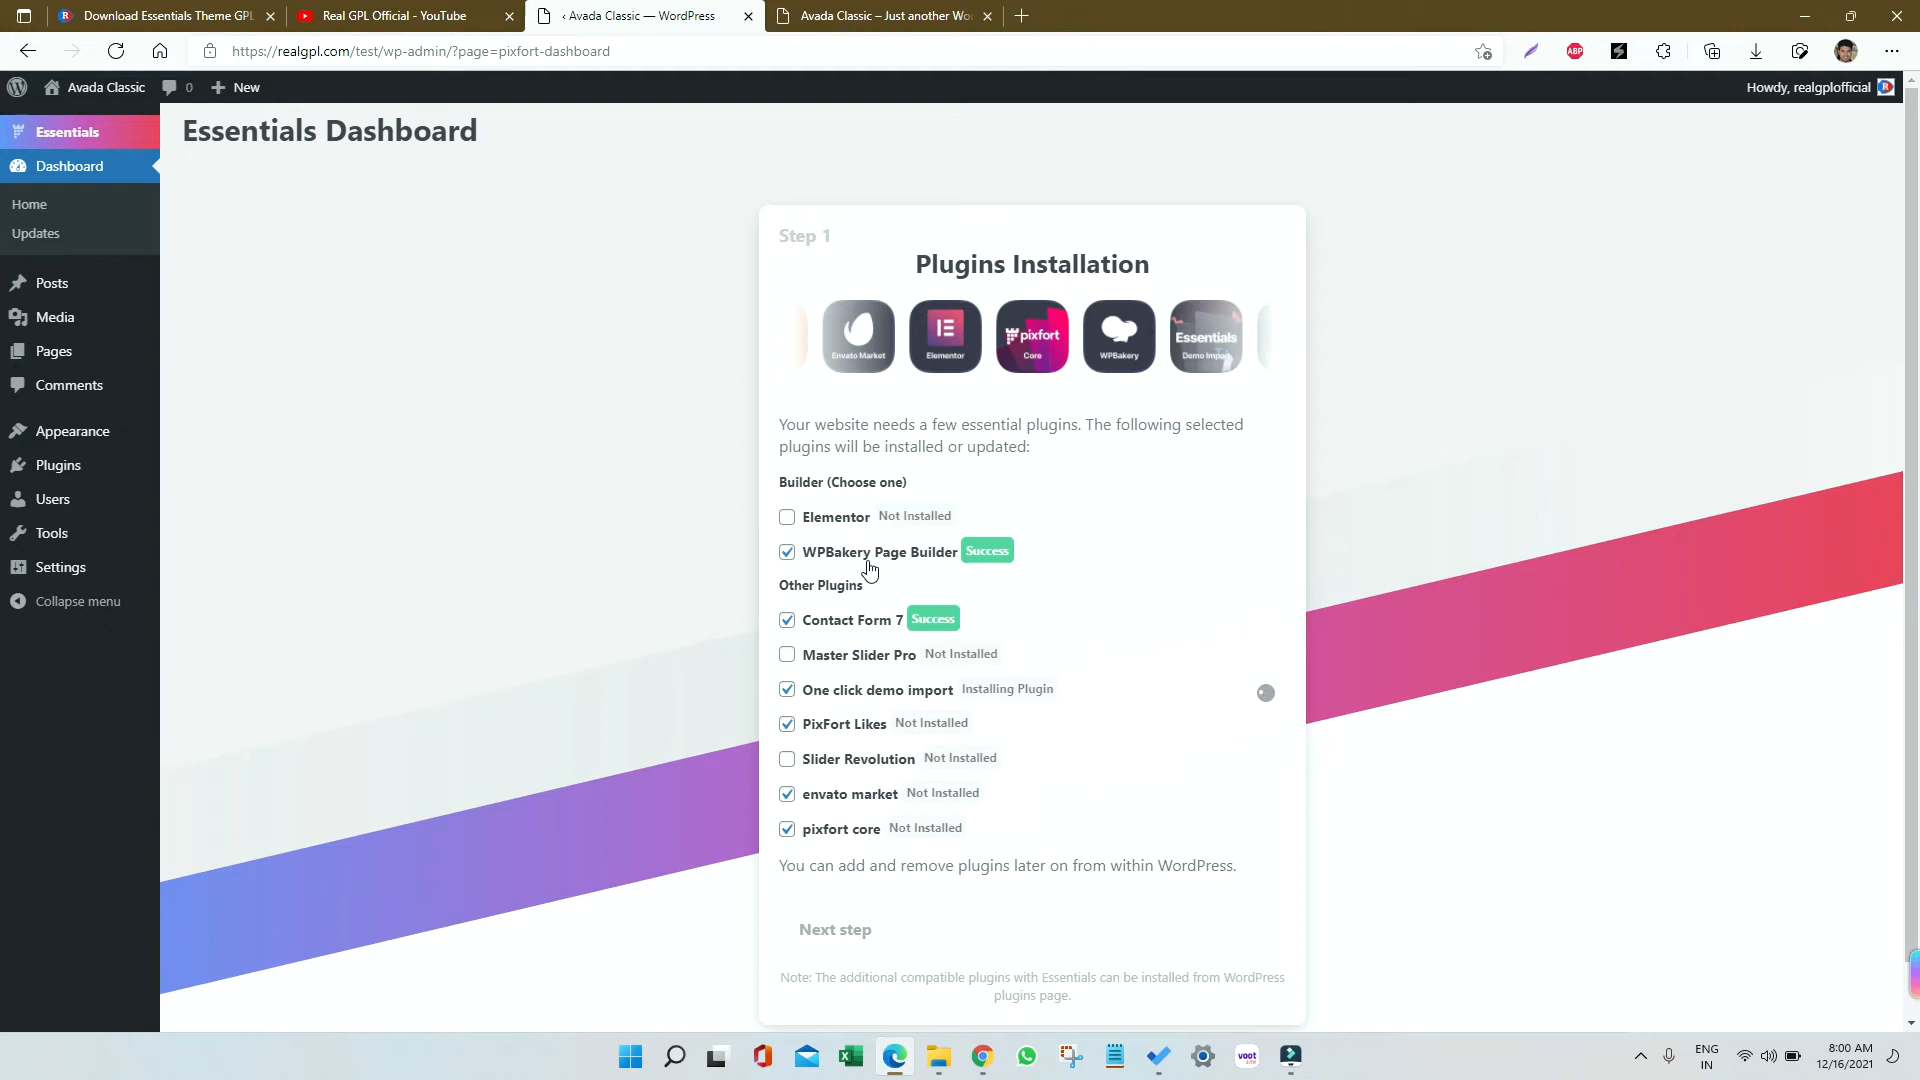 Download Essentials Theme GPL
Real GPL Official - YouTube
‹ Avada Classic — WordPress
Avada Classic – Just another Wo
https://realgpl.com/test/wp-admin/?page=pixfort-dashboard
ABP
Avada Classic
0
New
Howdy, realgplofficial
Essentials
Dashboard
Home
Updates
Posts
Media
Pages
Comments
Appearance
Plugins
Users
Tools
Settings
Collapse menu
Essentials Dashboard
Step 1
Plugins Installation
Envato Market
Elementor
pixfort
Core
WPBakery
Essentials
Demo Import
Your website needs a few essential plugins. The following selected
plugins will be installed or updated:
Builder (Choose one)
Elementor Not Installed
WPBakery Page Builder Success
Other Plugins
Contact Form 7 Success
Master Slider Pro Not Installed
One click demo import Installing Plugin
PixFort Likes Not Installed
Slider Revolution Not Installed
envato market Not Installed
pixfort core Not Installed
You can add and remove plugins later on from within WordPress.
Next step
Note: The additional compatible plugins with Essentials can be installed from WordPress
plugins page.
voot
ENG
IN
8:00 AM
12/16/2021